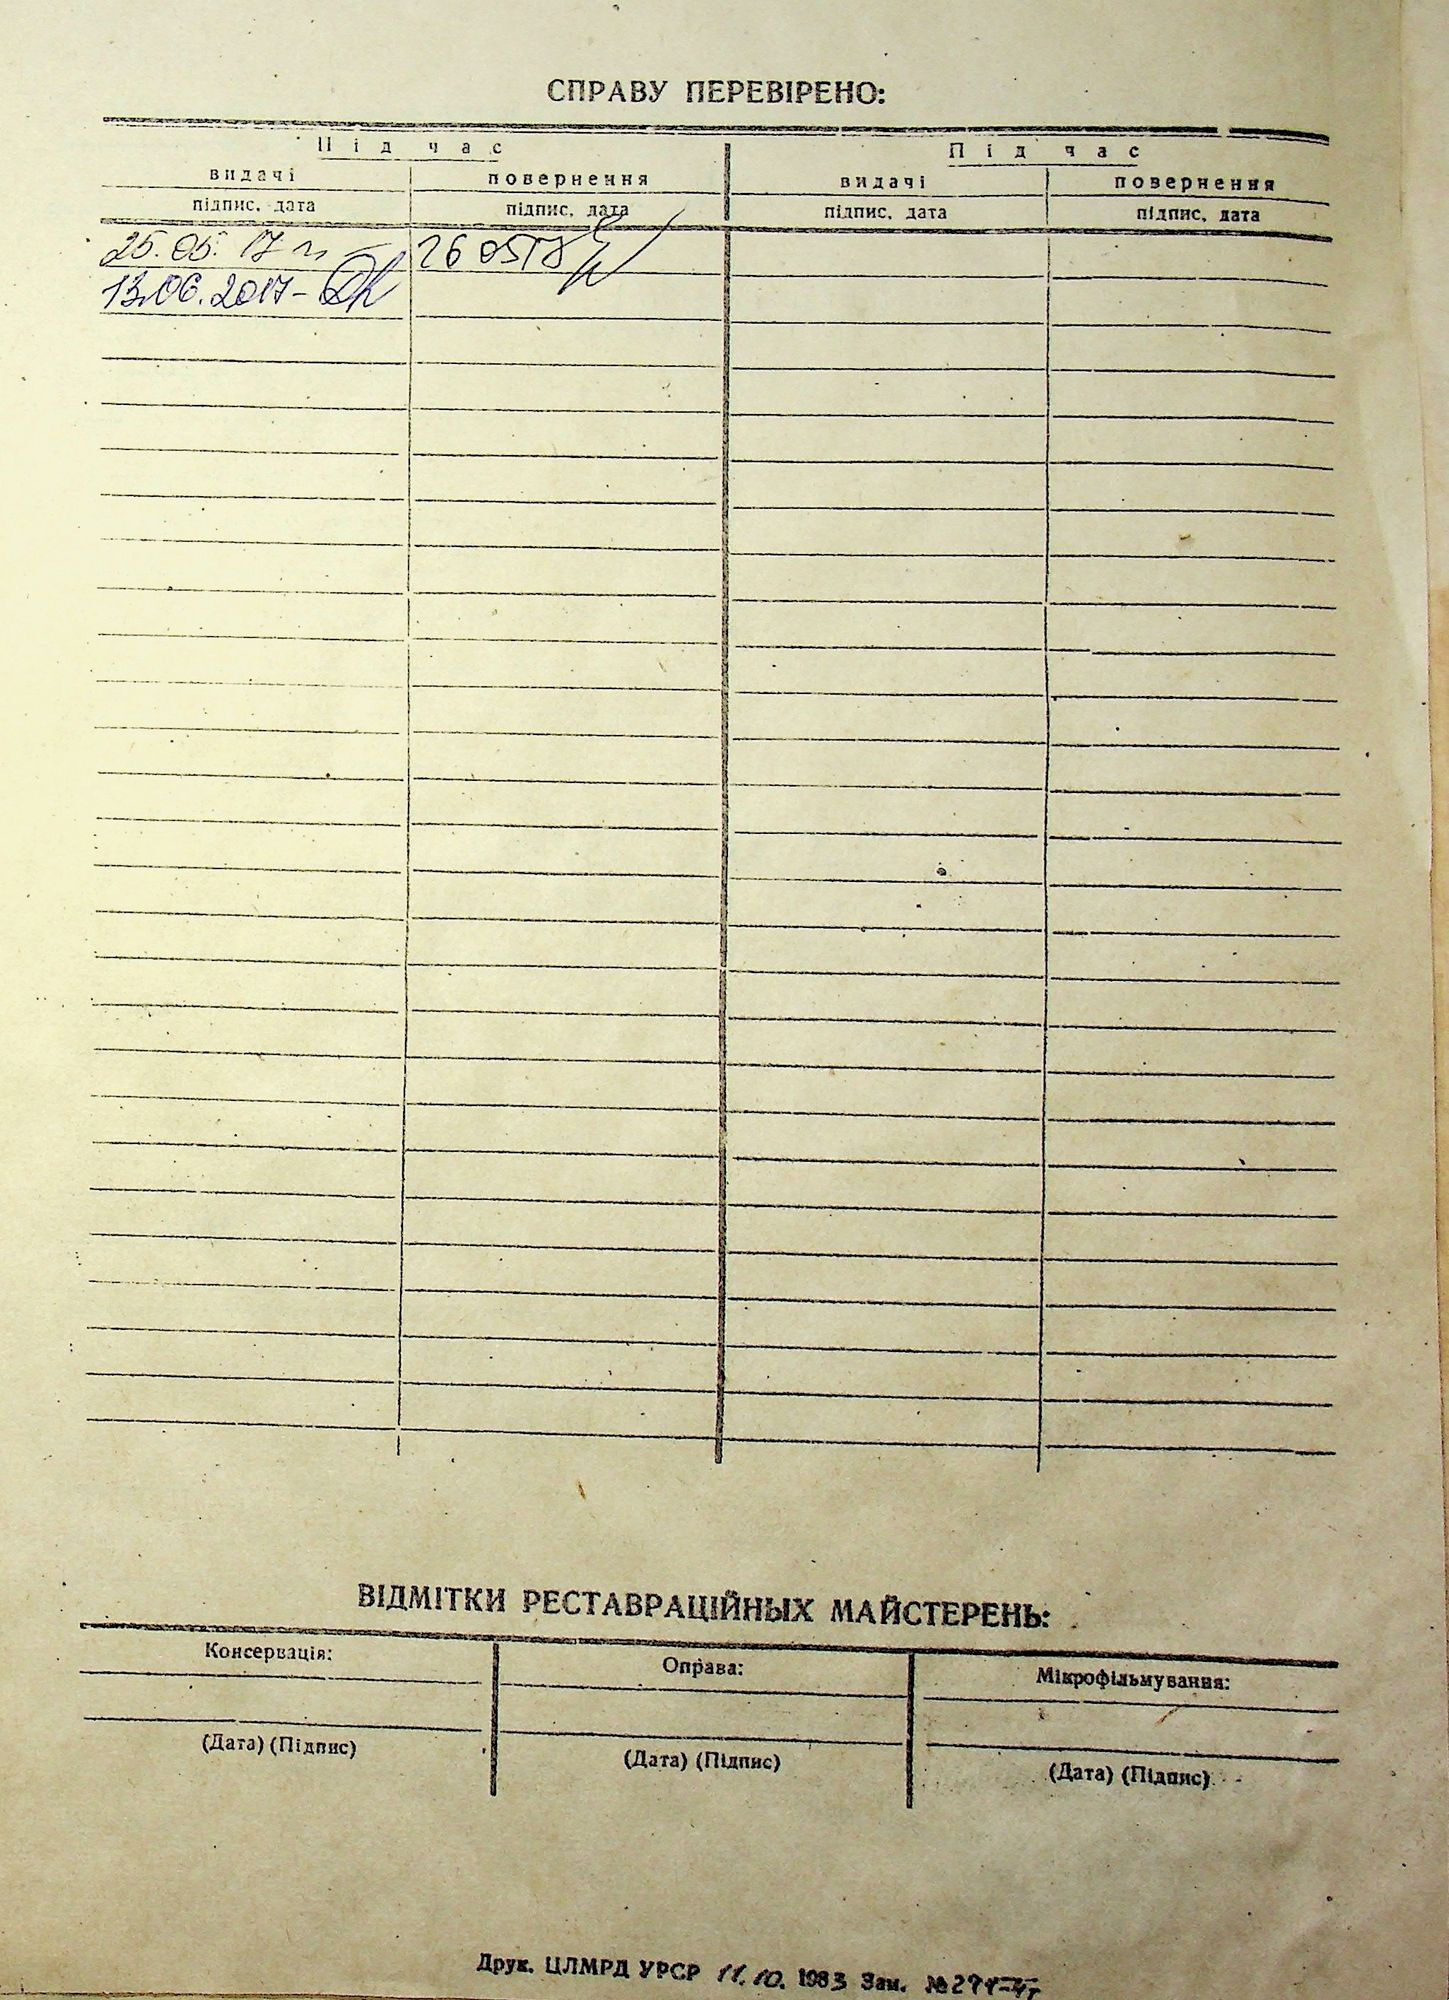 СПРАВУ ПЕРЕВІРЕНО:
Під час Під час
видачі повернення видачі повернення
підпис, дата підпис, дата підпис, дата підпис, дата
25.05.17
13.06.2017-
ВІДМІТКИ РЕСТАВРАЦІЙНЫХ МАЙСТЕРЕНЬ:
Консервація: Оправа: Мікрофільмування:
(Дата) (Підпис) (Дата) (Підпис) (Дата) (Підпис)
Друк. ЦЛМРД УРСР 11.10. 1983 Зам.